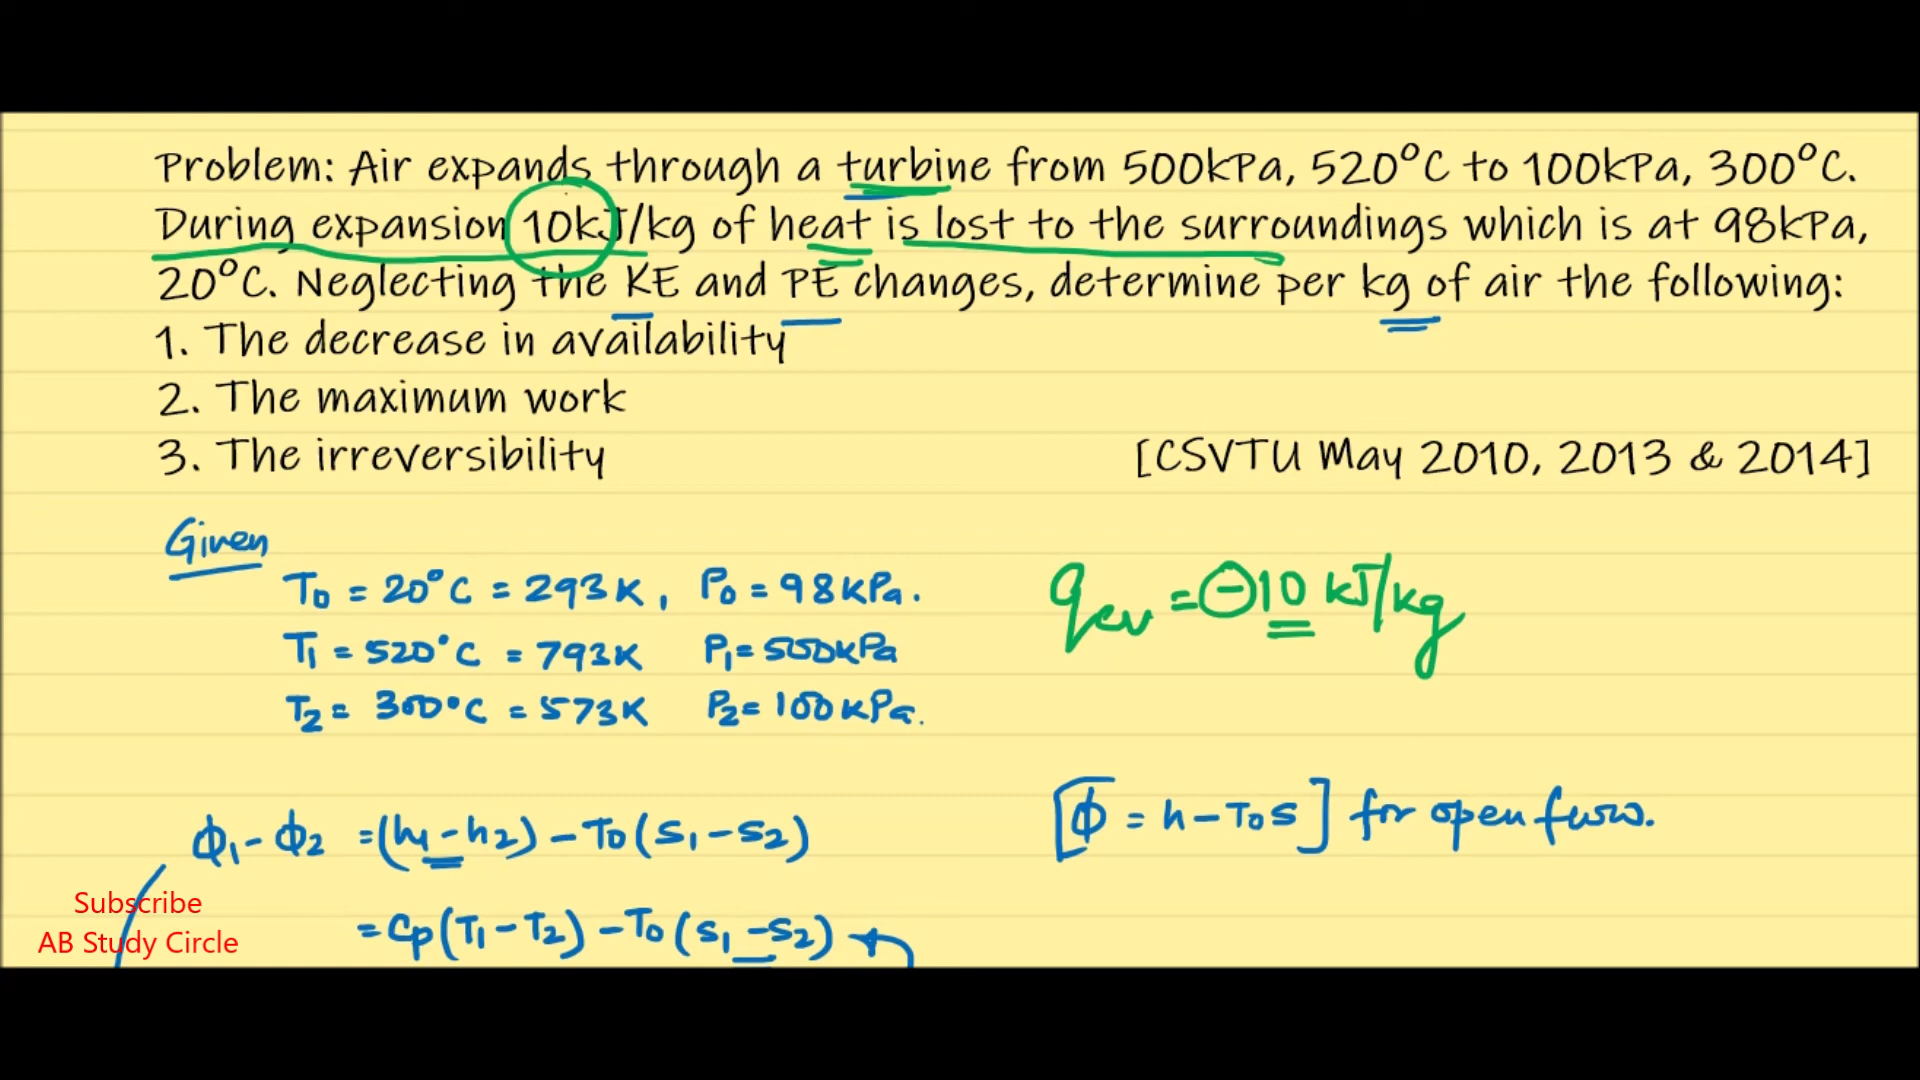 Problem: Air expands through a turbine from 500kPa, 520°C to 100kPa, 300°C.
During expansion 10kJ/kg of heat is lost to the surroundings which is at 98kPa,
20°C. Neglecting the KE and PE changes, determine per kg of air the following:
1. The decrease in availability
2. The maximum work
3. The irreversibility [CSVTU May 2010, 2013 & 2014]
Given
T₀ = 20°C = 293K, P₀ = 98KPa.
q_cv = -10 kJ/kg
T₁ = 520°C = 793K P₁ = 500KPa
T₂ = 300°C = 573K P₂ = 100KPa.
ϕ₁ - ϕ₂ = (h₁ - h₂) - T₀ (s₁ - s₂)
[ϕ = h - T₀s] for open
= Cp (T₁ - T₂) - T₀ (s₁ - s₂)
Subscribe
AB Study Circle